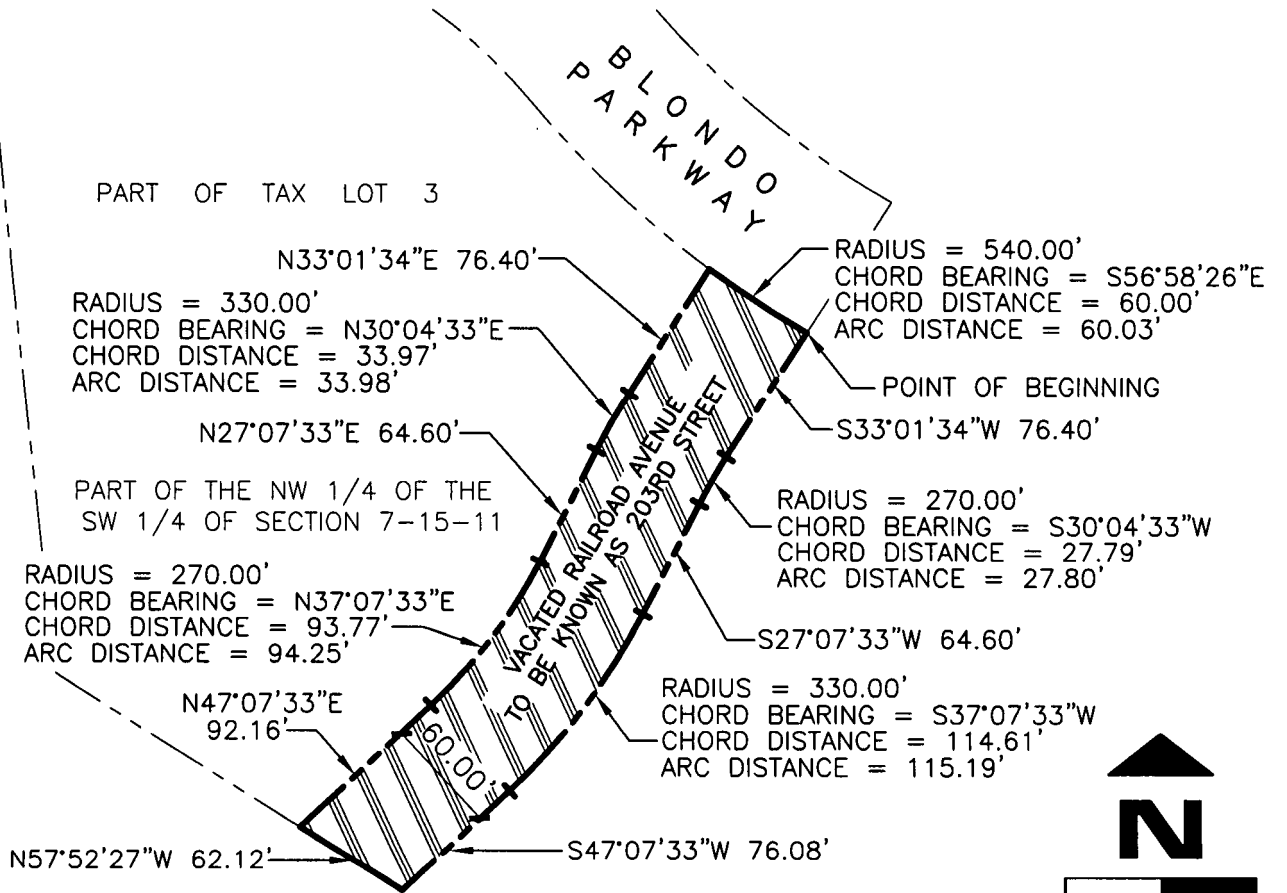 BLONDO
PARKWAY
PART OF TAX LOT 3
N33°01'34"E 76.40'
RADIUS = 540.00'
CHORD BEARING = S56°58'26"E
CHORD DISTANCE = 60.00'
ARC DISTANCE = 60.03'
RADIUS = 330.00'
CHORD BEARING = N30°04'33"E
CHORD DISTANCE = 33.97'
ARC DISTANCE = 33.98'
POINT OF BEGINNING
N27°07'33"E 64.60'
S33°01'34"W 76.40'
VACATED RAILROAD AVENUE
TO BE KNOWN AS 203RD STREET
PART OF THE NW 1/4 OF THE
SW 1/4 OF SECTION 7-15-11
RADIUS = 270.00'
CHORD BEARING = S30°04'33"W
CHORD DISTANCE = 27.79'
ARC DISTANCE = 27.80'
RADIUS = 270.00'
CHORD BEARING = N37°07'33"E
CHORD DISTANCE = 93.77'
ARC DISTANCE = 94.25'
S27°07'33"W 64.60'
N47°07'33"E
92.16'
60.00'
RADIUS = 330.00'
CHORD BEARING = S37°07'33"W
CHORD DISTANCE = 114.61'
ARC DISTANCE = 115.19'
N57°52'27"W 62.12'
S47°07'33"W 76.08'
N